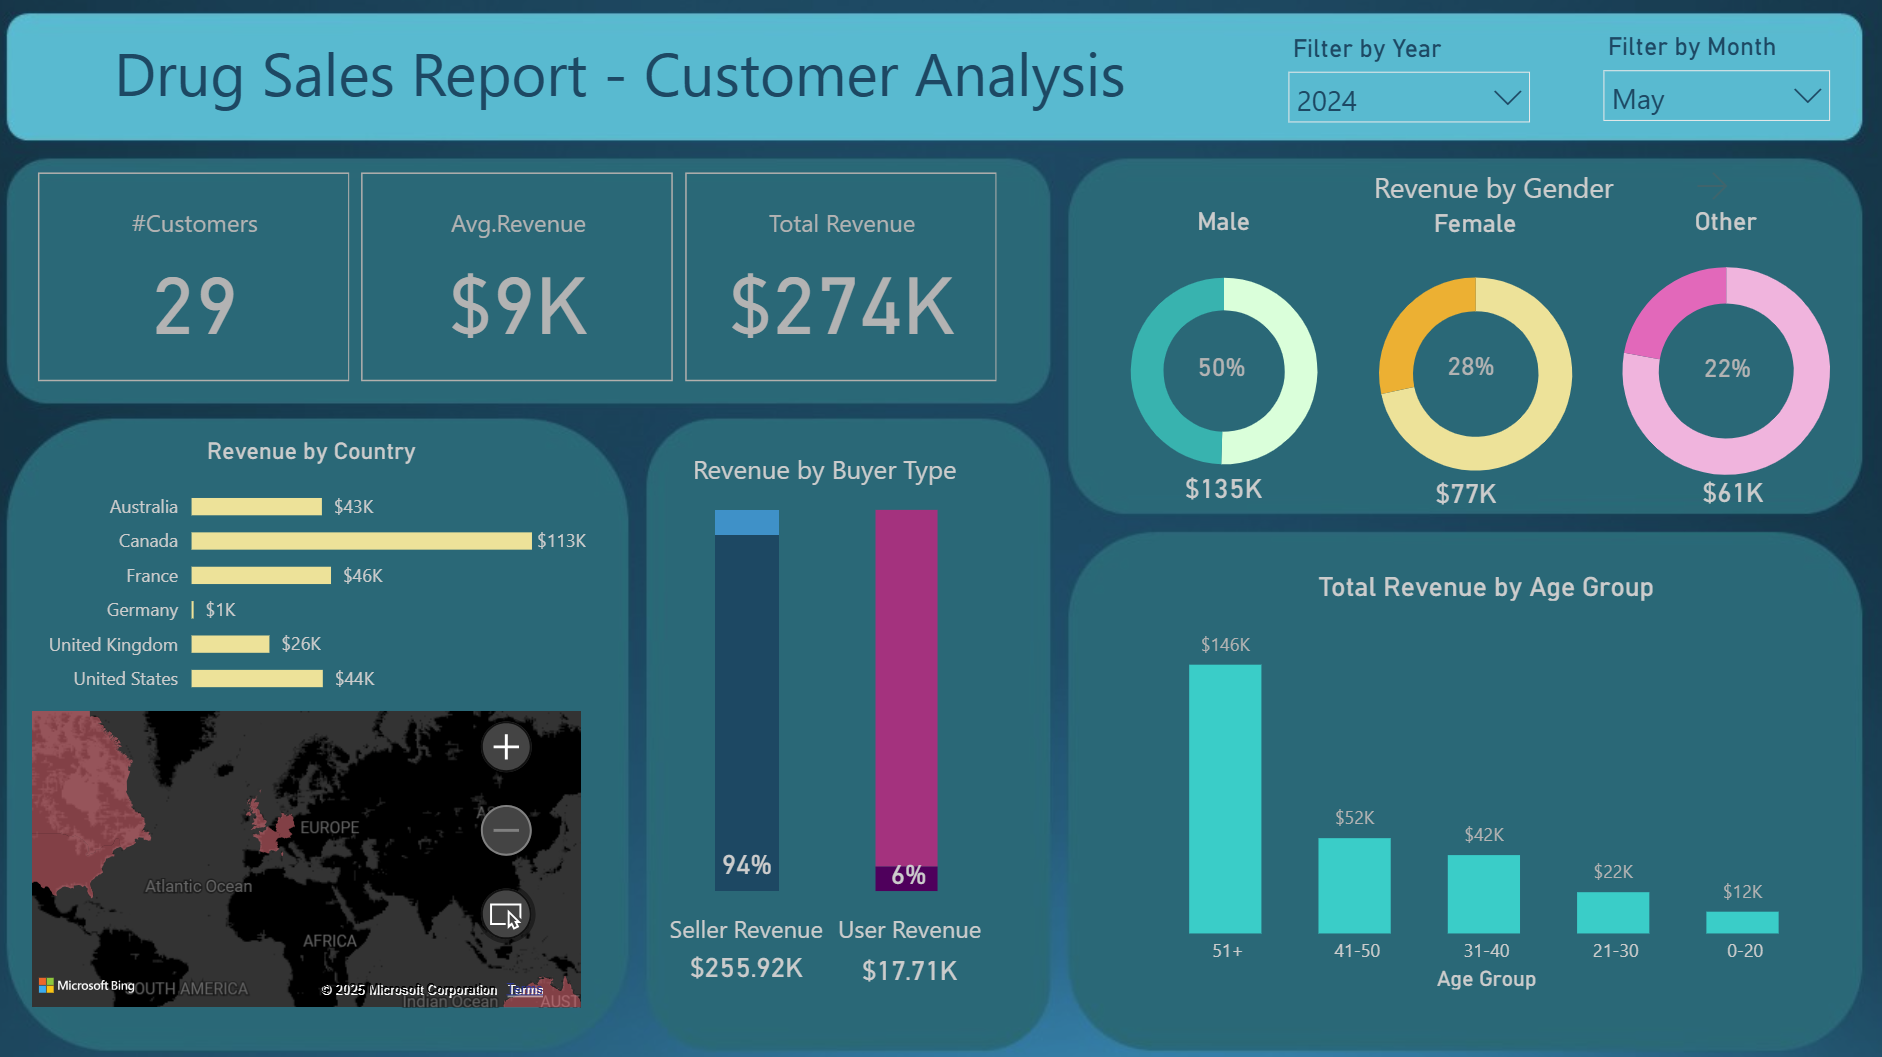 Drug Sales Report - Customer Analysis
Filter by Year
2024
Filter by Month
May
#Customers
29
Avg.Revenue
$9K
Total Revenue
$274K
Revenue by Gender
Male
Female
Other
50%
28%
22%
$135K
$77K
$61K
Revenue by Country
Australia $43K
Canada $113K
France $46K
Germany $1K
United Kingdom $26K
United States $44K
EUROPE
Atlantic Ocean
AFRICA
Microsoft Bing
OUTH AMERICA
© 2025 Microsoft Corporation Terms
Indian Ocean
AUST
Revenue by Buyer Type
94%
6%
Seller Revenue
User Revenue
$255.92K
$17.71K
Total Revenue by Age Group
$146K
$52K
$42K
$22K
$12K
51+
41-50
31-40
21-30
0-20
Age Group